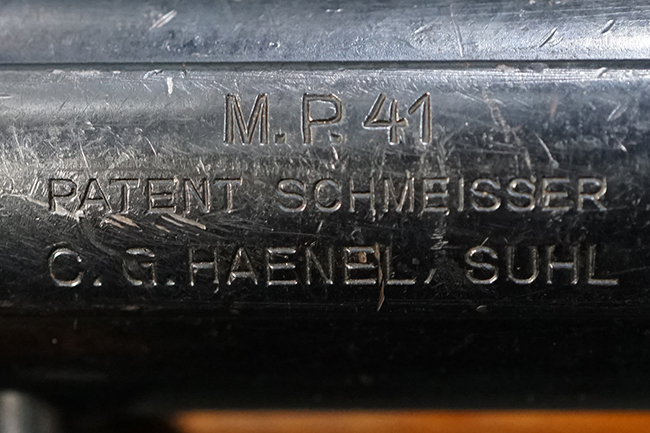 M.P. 41
PATENT SCHMEISSER
C.G.HAENEL, SUHL